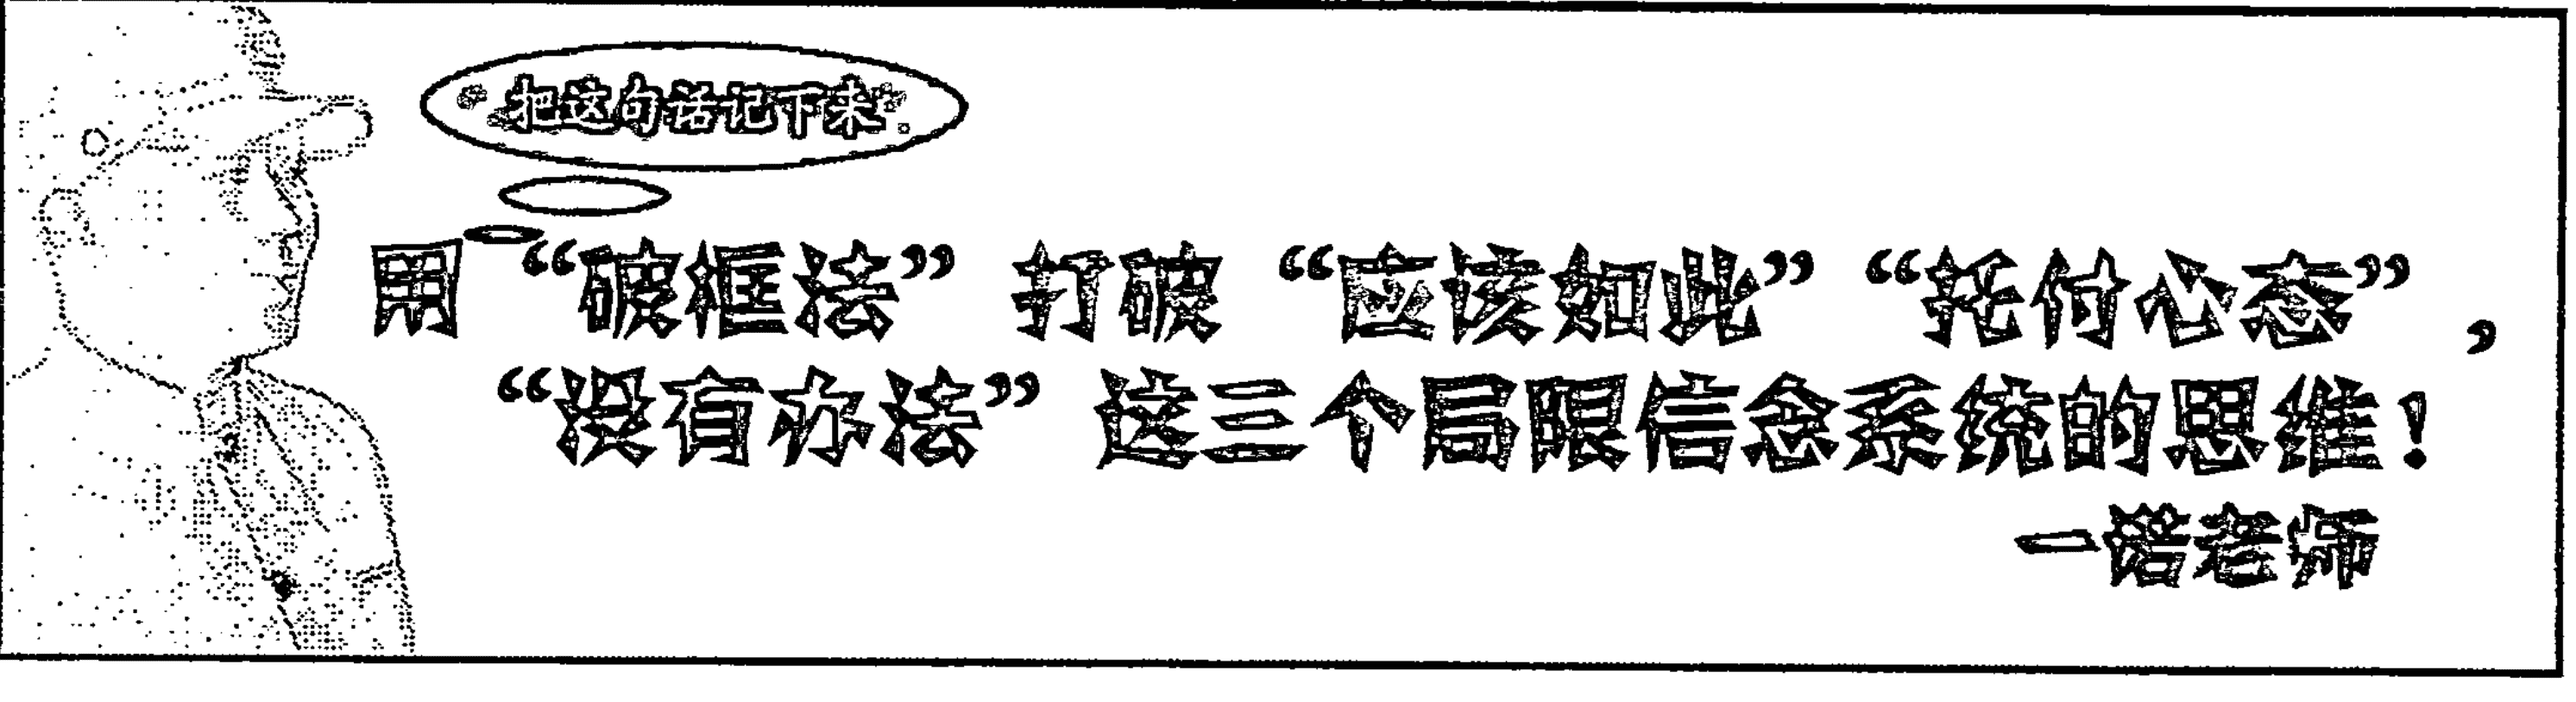 把这句话记下来
用“破框法”打破“应该如此”“托付心态”，
“没有办法”这三个局限信念系统的思维！
一诺老师